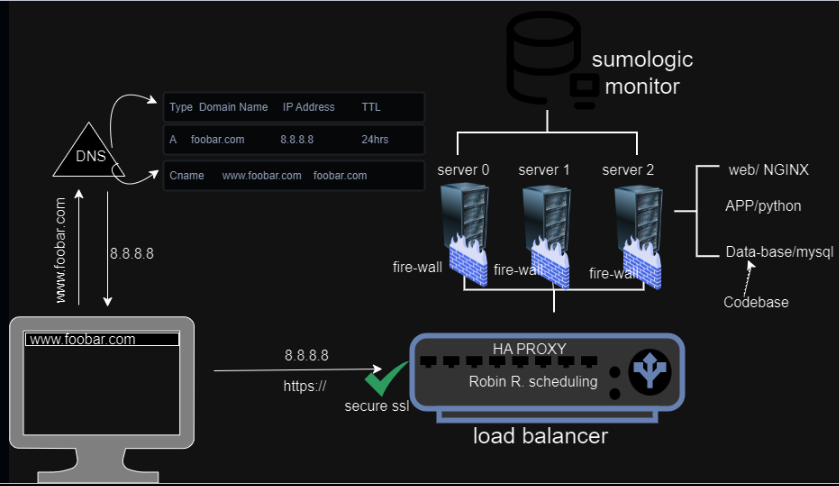 sumologic
monitor
Type Domain Name IP Address TTL
A foobar.com 8.8.8.8 24hrs
Cname www.foobar.com foobar.com
DNS
server 0 server 1 server 2
web/ NGINX
APP/python
Data-base/mysql
Codebase
www.foobar.com
8.8.8.8
fire-wall fire-wall fire-wall
www.foobar.com
8.8.8.8
https://
secure ssl
HA PROXY
Robin R. scheduling
load balancer